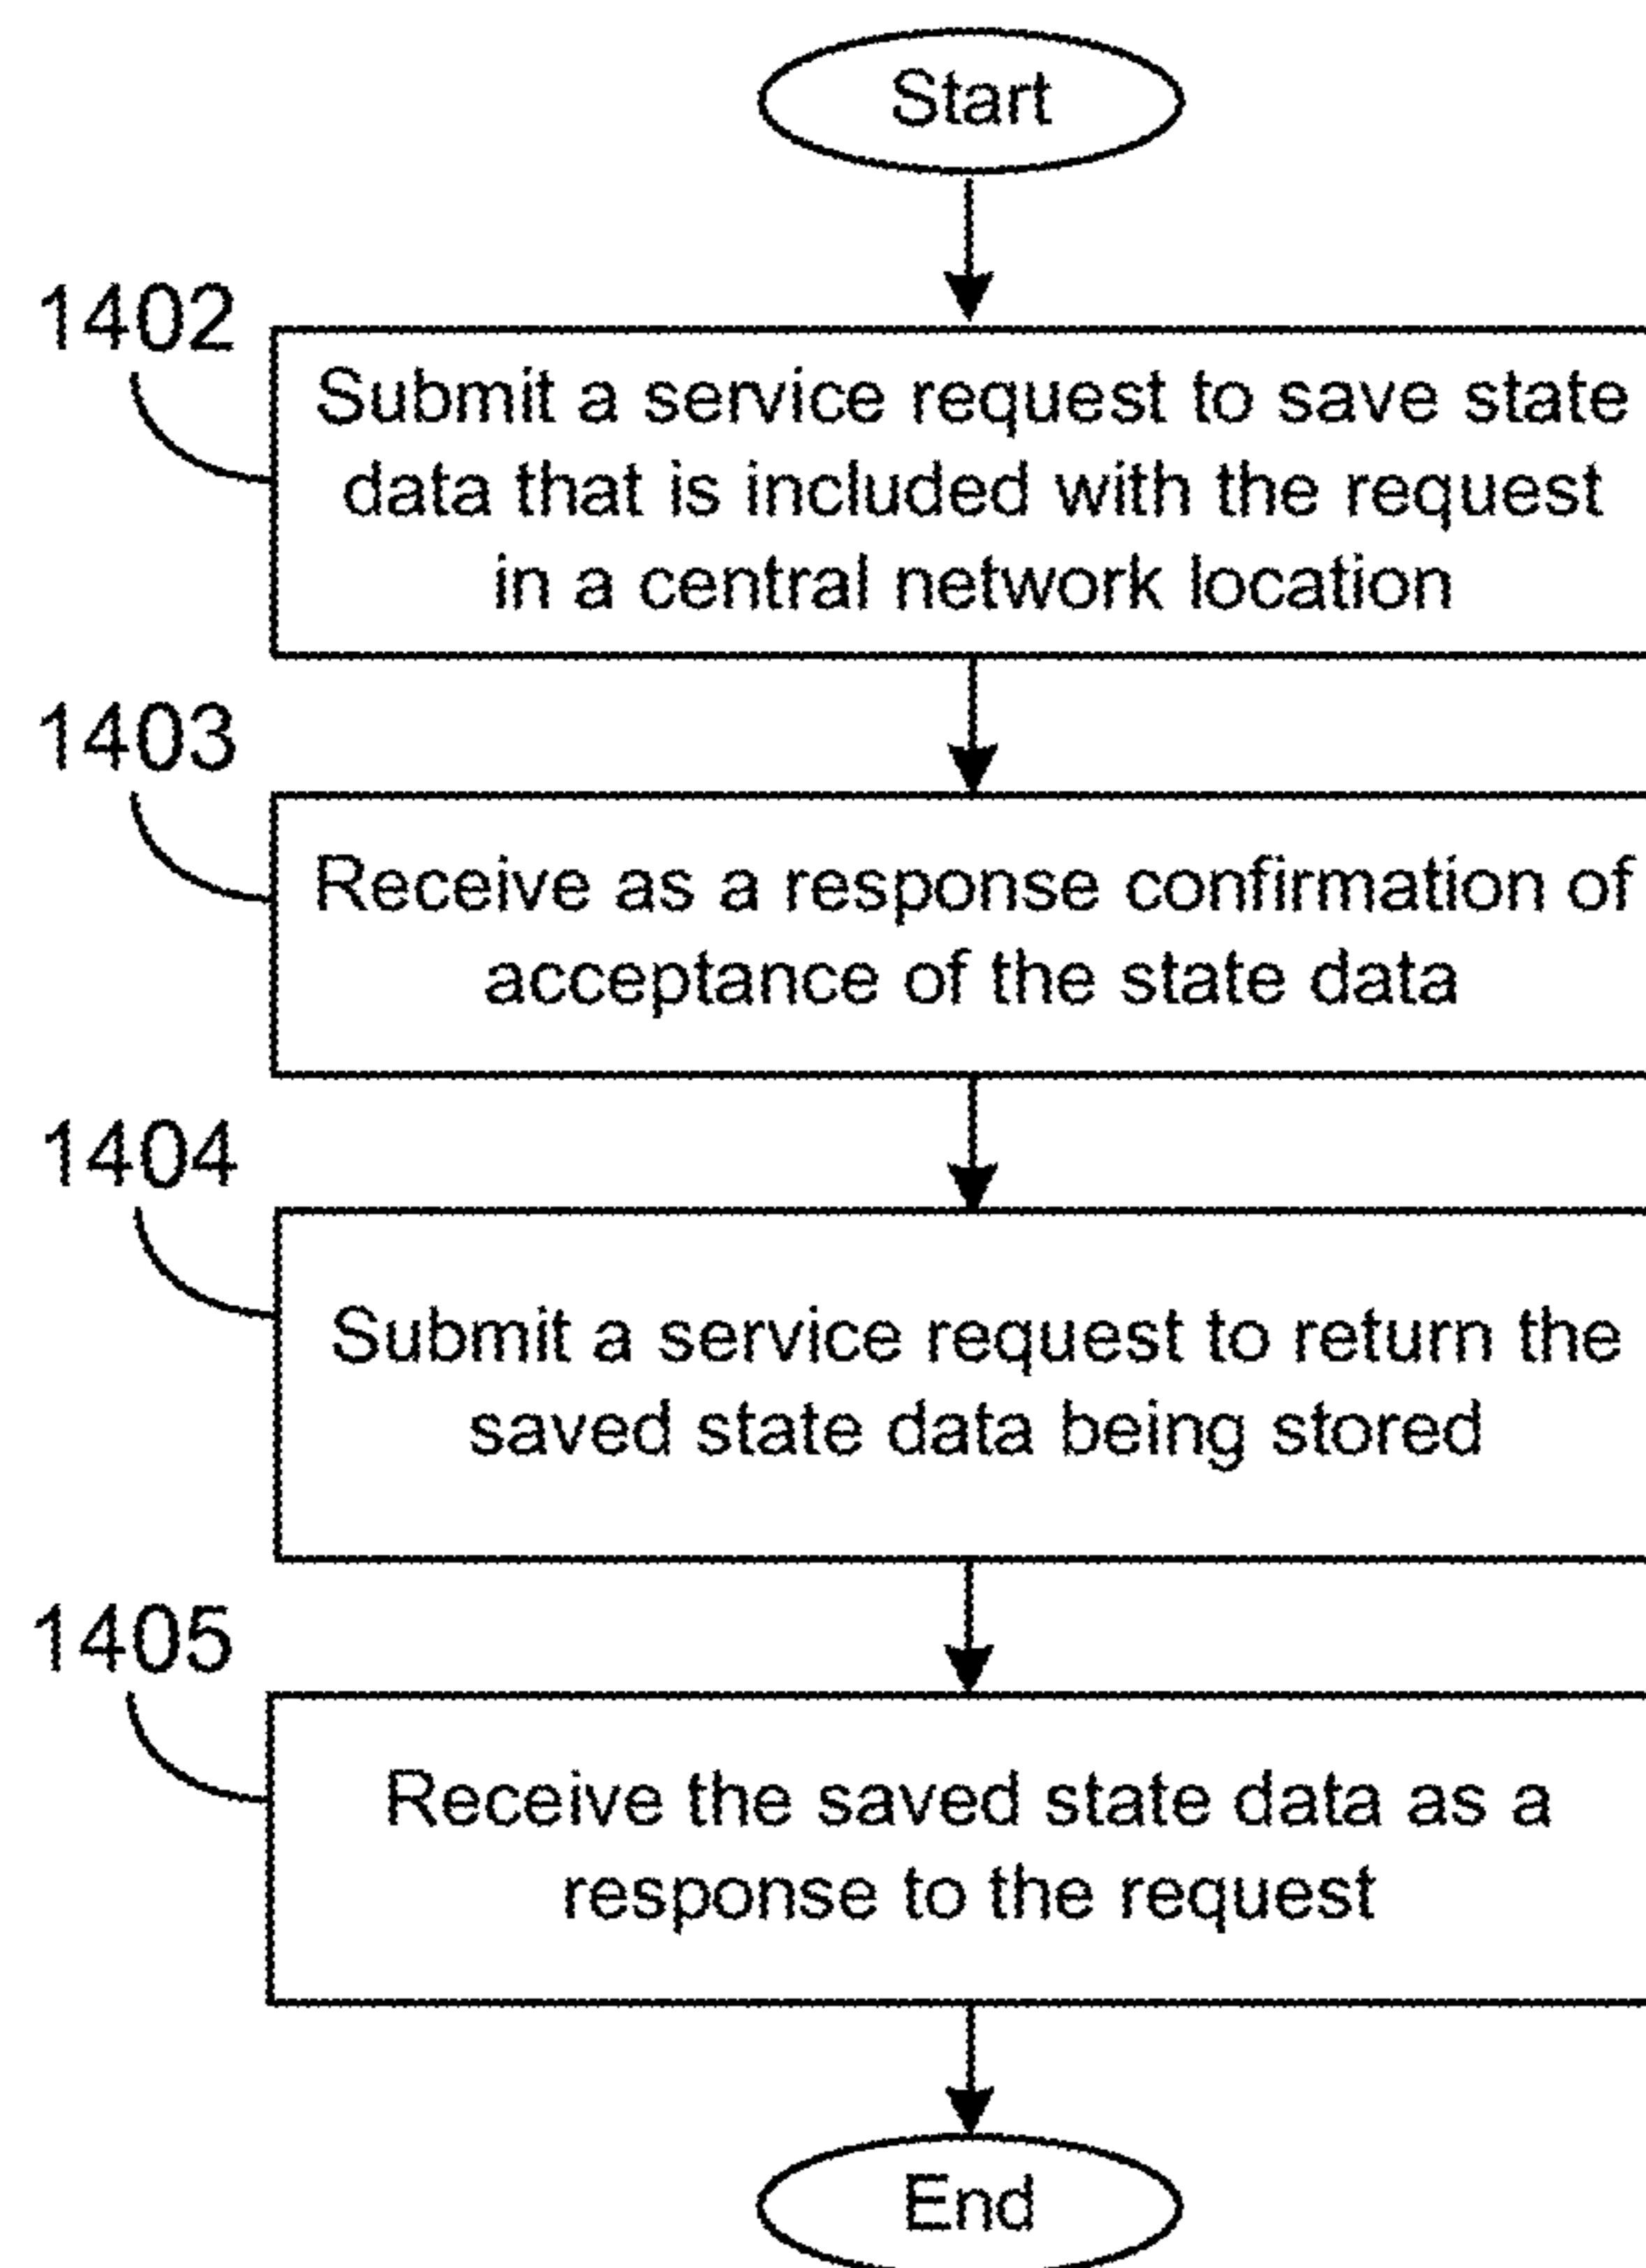 Start
1402
Submit a service request to save state
data that is included with the request
in a central network location
1403
Receive as a response confirmation of
acceptance of the state data
1404
Submit a service request to return the
saved state data being stored
1405
Receive the saved state data as a
response to the request
End